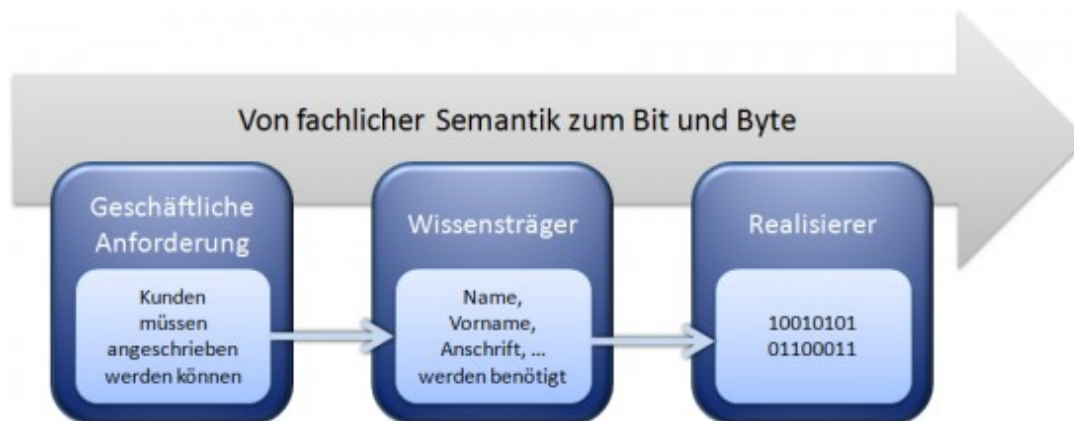 Von fachlicher Semantik zum Bit und Byte
Geschäftliche
Anforderung
Kunden
müssen
angeschrieben
werden können
Wissensträger
Name,
Vorname,
Anschrift, ...
werden benötigt
Realisierer
10010101
01100011